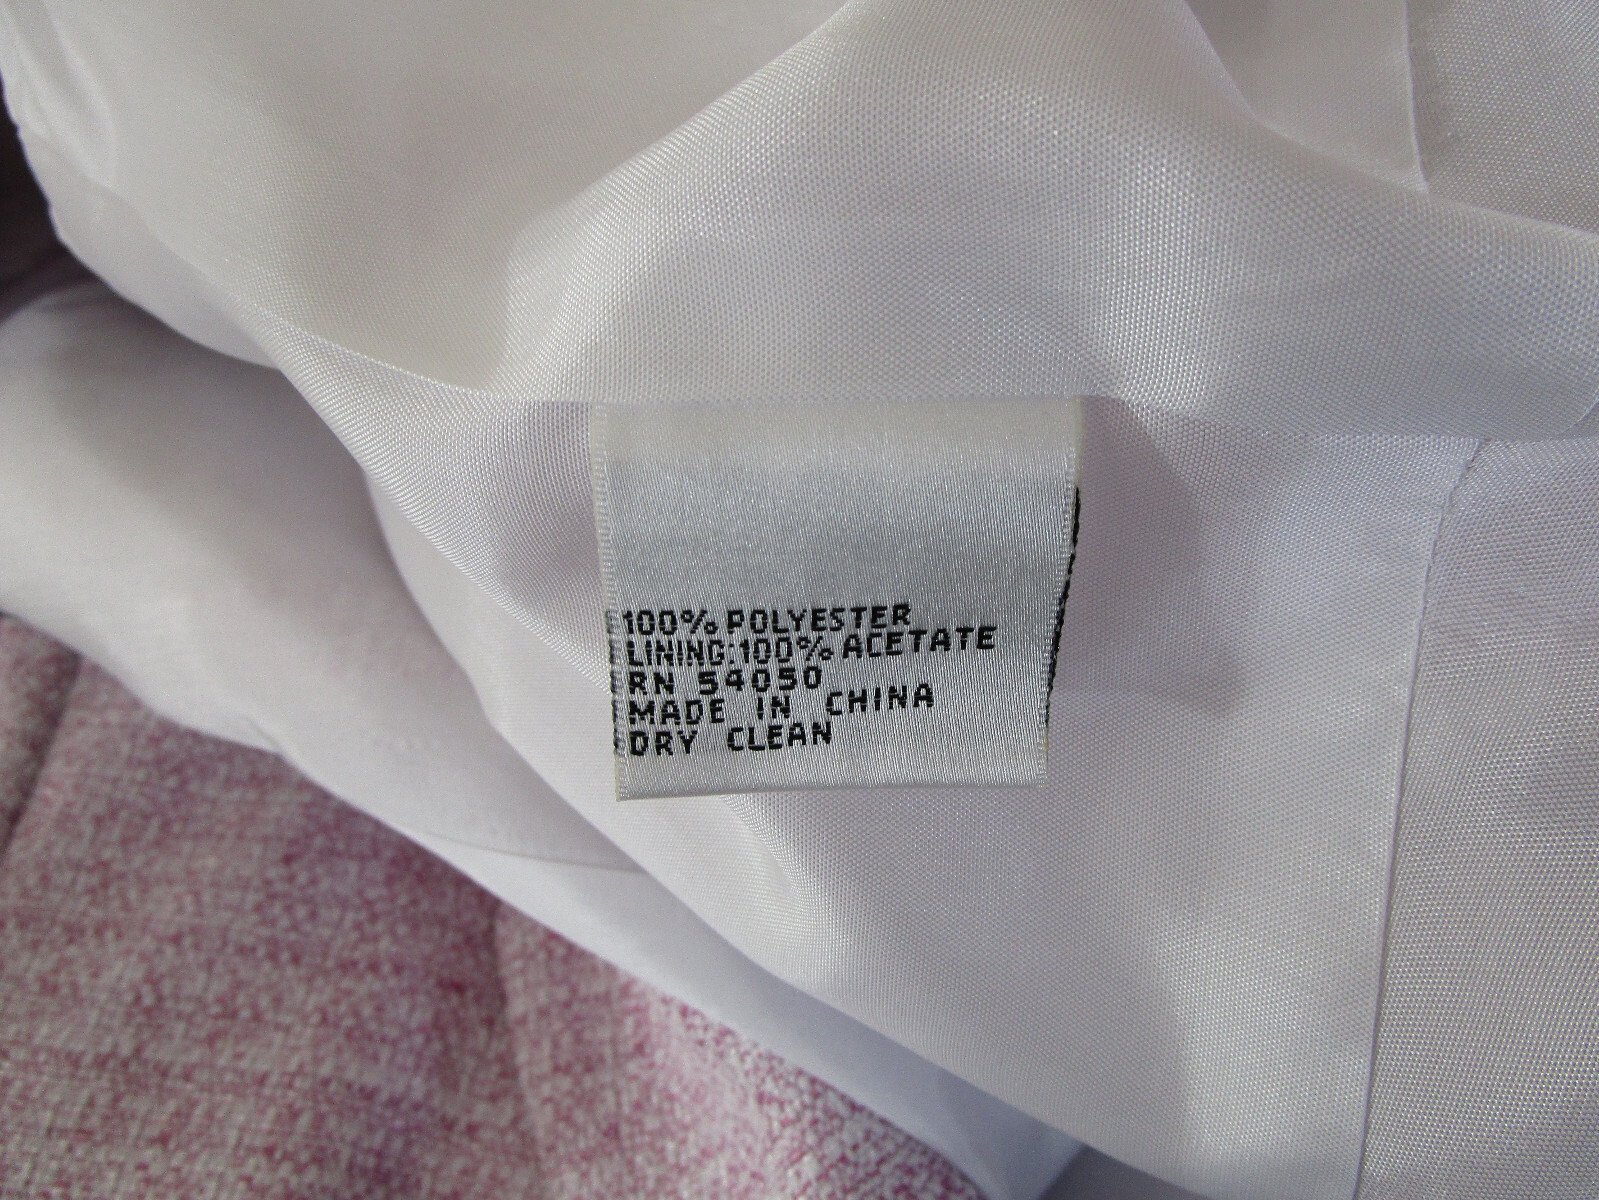 100% POLYESTER
LINING:100% ACETATE
RN 54050
MADE IN CHINA
DRY CLEAN